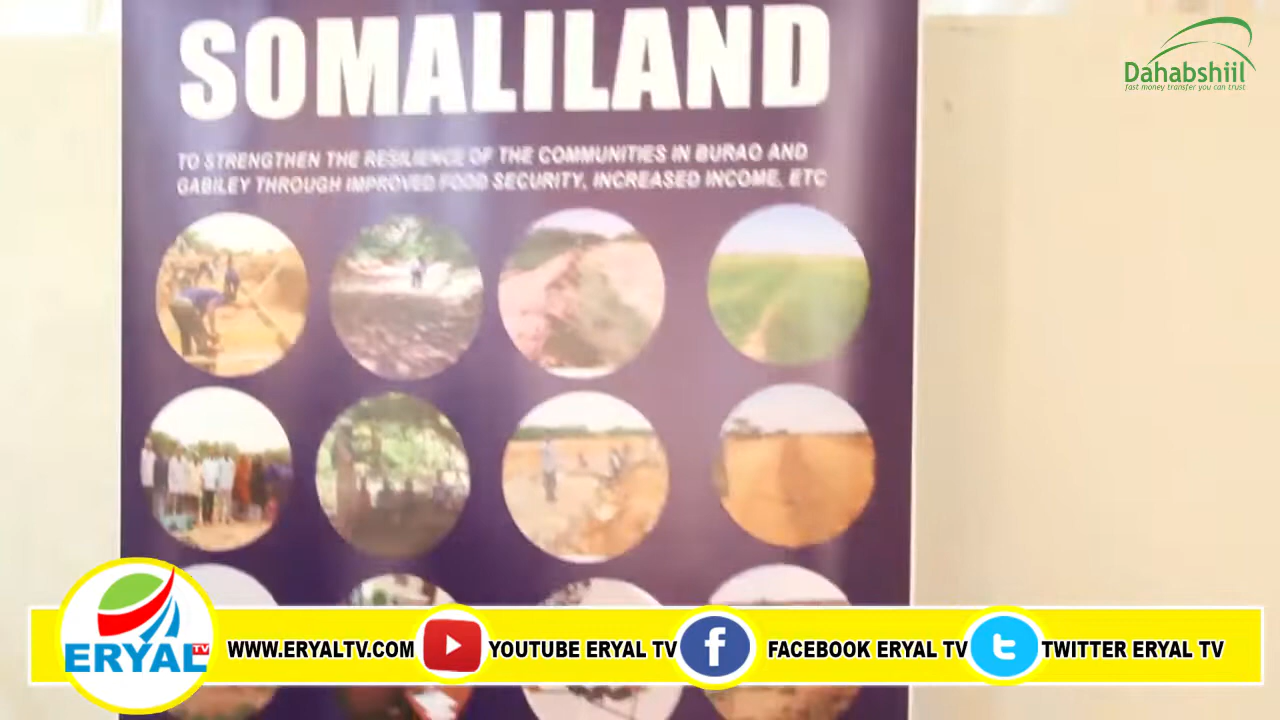 SOMALILAND
TO STRENGTHEN THE RESILIENCE OF THE COMMUNITIES IN BURAO AND
GABILEY THROUGH IMPROVED FOOD SECURITY, INCREASED INCOME, ETC
Dahabshiil
fast money transfer you can trust
ERYAL TV
WWW.ERYALTV.COM
YOUTUBE ERYAL TV
FACEBOOK ERYAL TV
TWITTER ERYAL TV